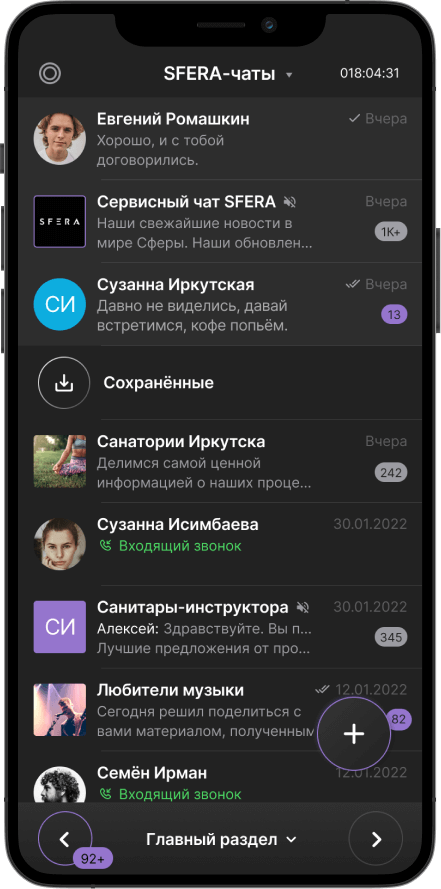 SFERA-чаты
018:04:31
Евгений Ромашкин
Вчера
Хорошо, и с тобой
договорились.
SFERA
Сервисный чат SFERA
Вчера
Наши свежайшие новости в
мире Сферы. Наши обновлен...
1K+
СИ
Сузанна Иркутская
Вчера
Давно не виделись, давай
встретимся, кофе попьём.
13
Сохранённые
Санатории Иркутска
Вчера
Делимся самой ценной
информацией о наших проце...
242
Сузанна Исимбаева
30.01.2022
Входящий звонок
СИ
Санитары-инструктора
30.01.2022
Алексей: Здравствуйте. Вы п...
Лучшие предложения от про...
345
Любители музыки
12.01.2022
Сегодня решил поделиться с
вами материалом, полученным
82
Семён Ирман
12.01.2022
Входящий звонок
Главный раздел
92+